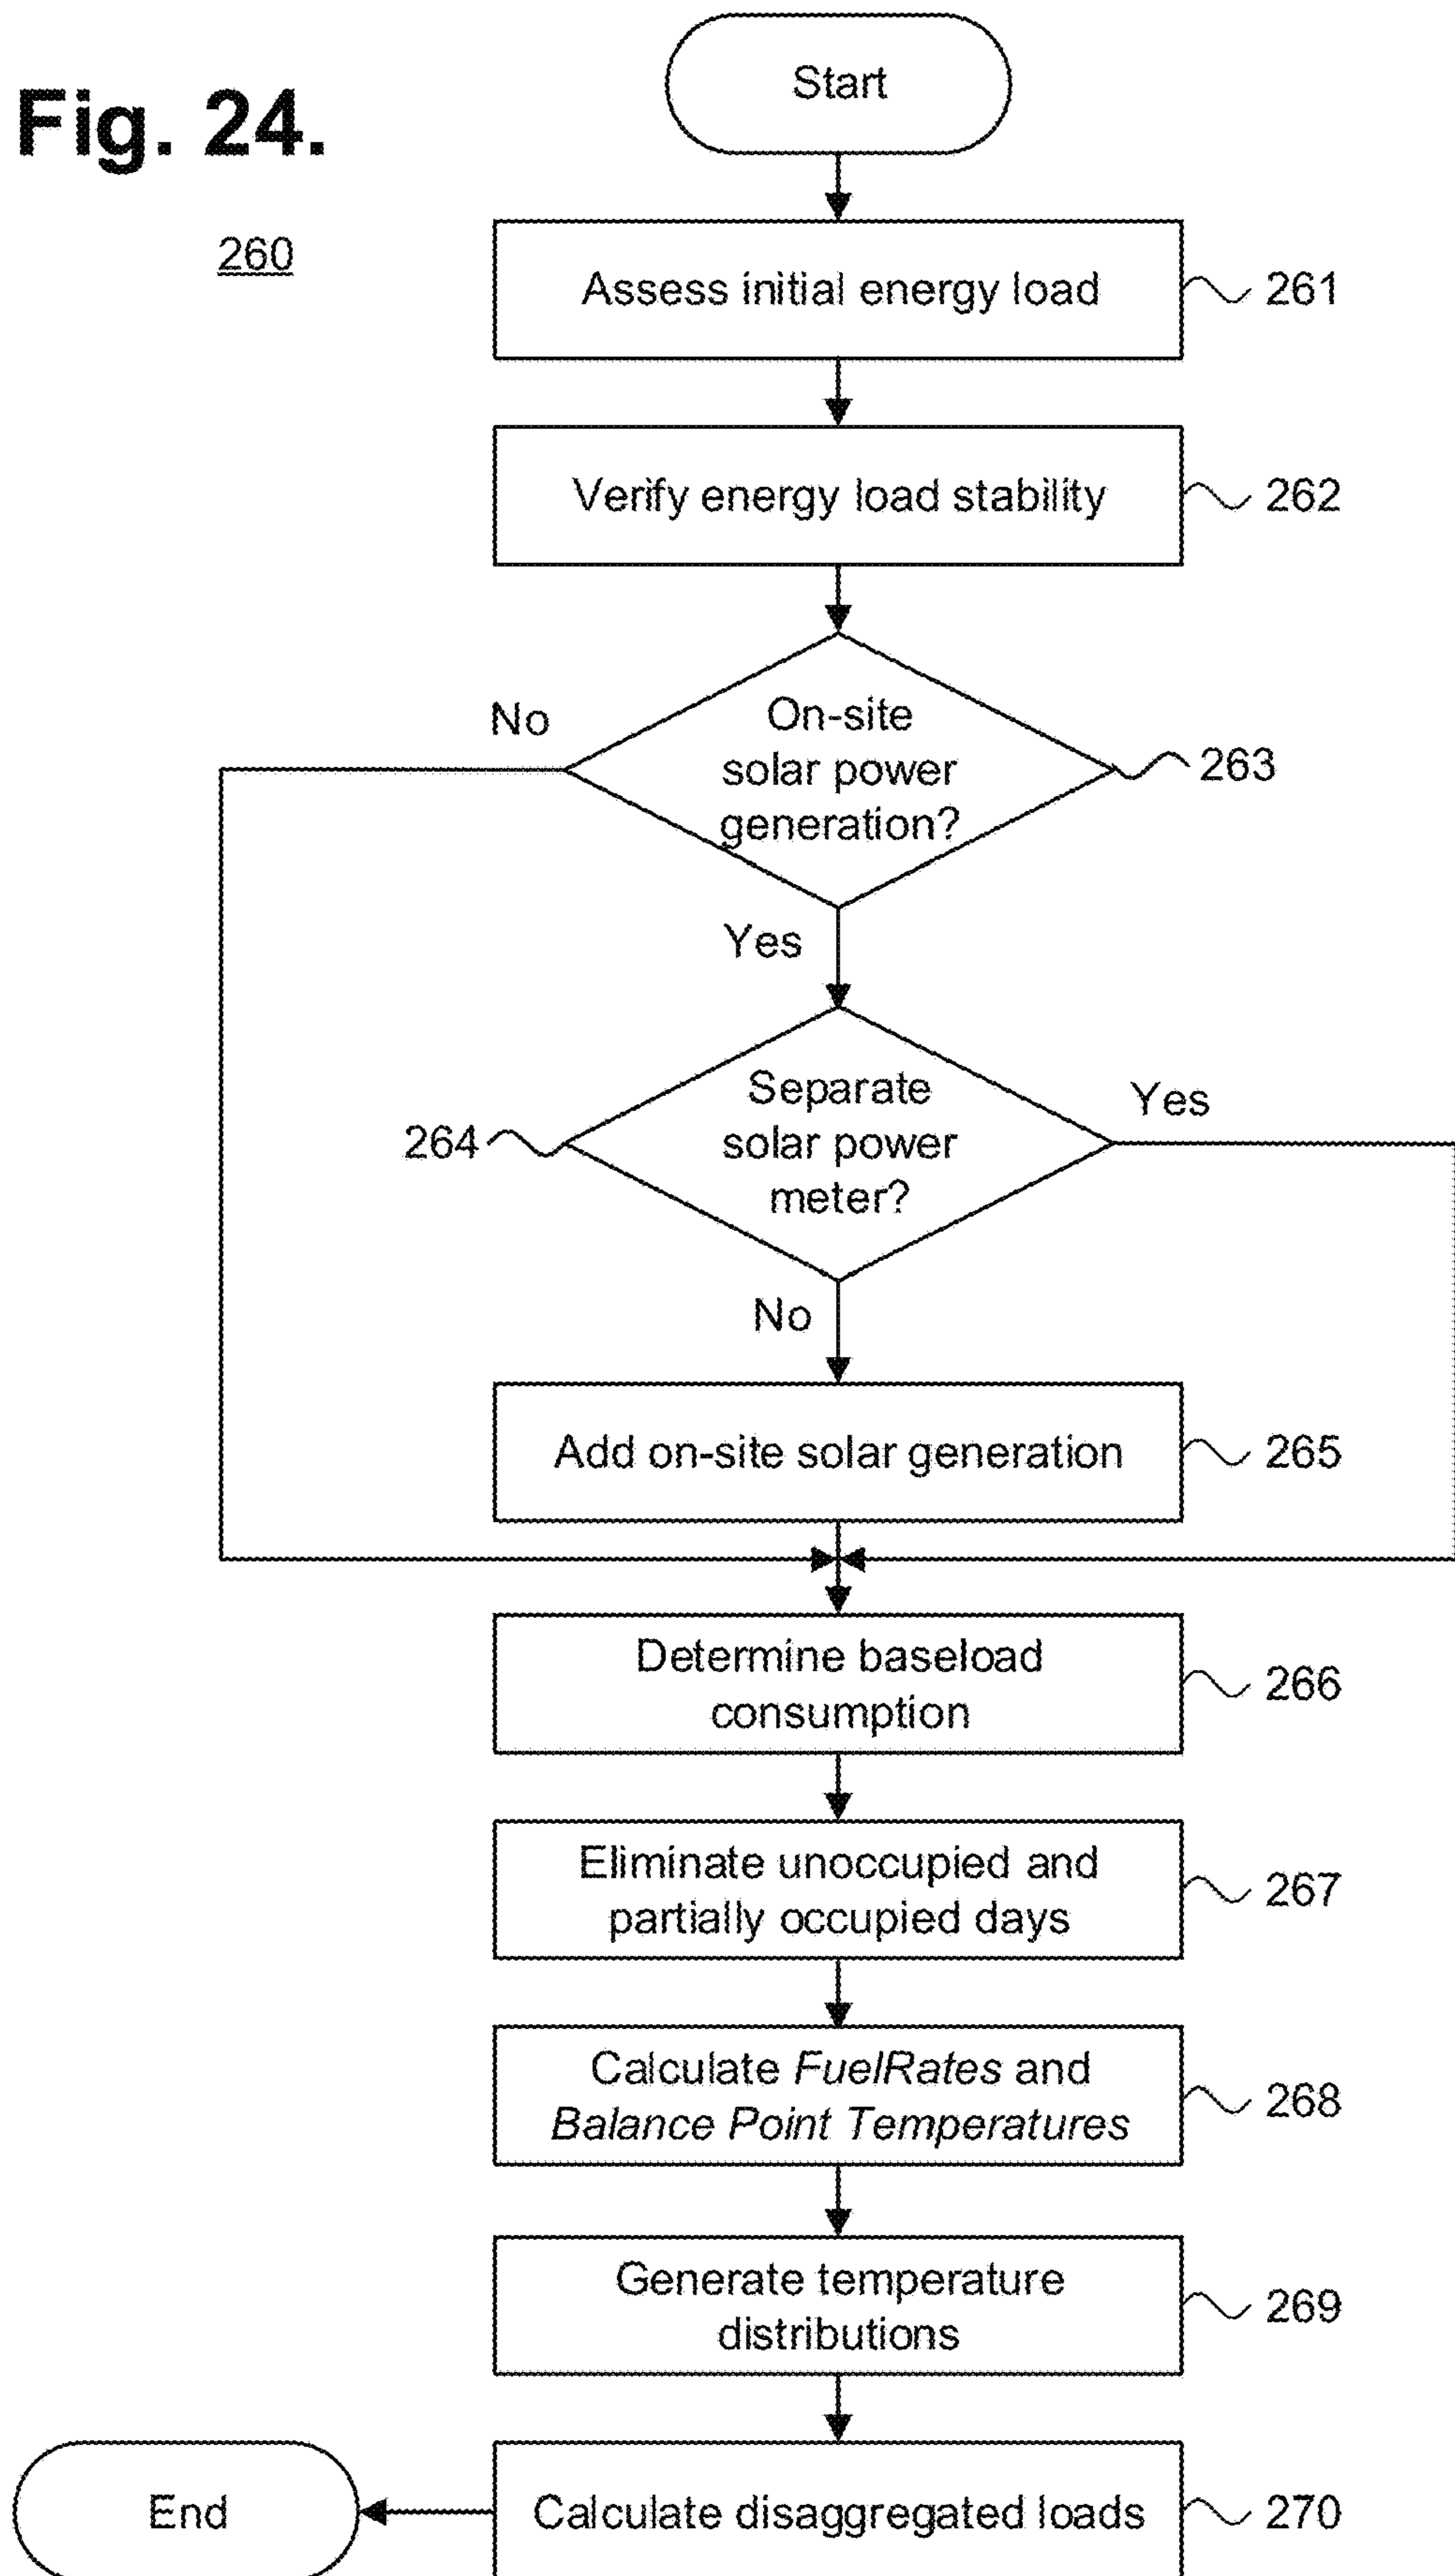 Fig. 24.
260
Start
Assess initial energy load
261
Verify energy load stability
262
On-site
solar power
generation?
263
No
Yes
Separate
solar power
meter?
264
Yes
No
Add on-site solar generation
265
Determine baseload
consumption
266
Eliminate unoccupied and
partially occupied days
267
Calculate FuelRates and
Balance Point Temperatures
268
Generate temperature
distributions
269
Calculate disaggregated loads
270
End